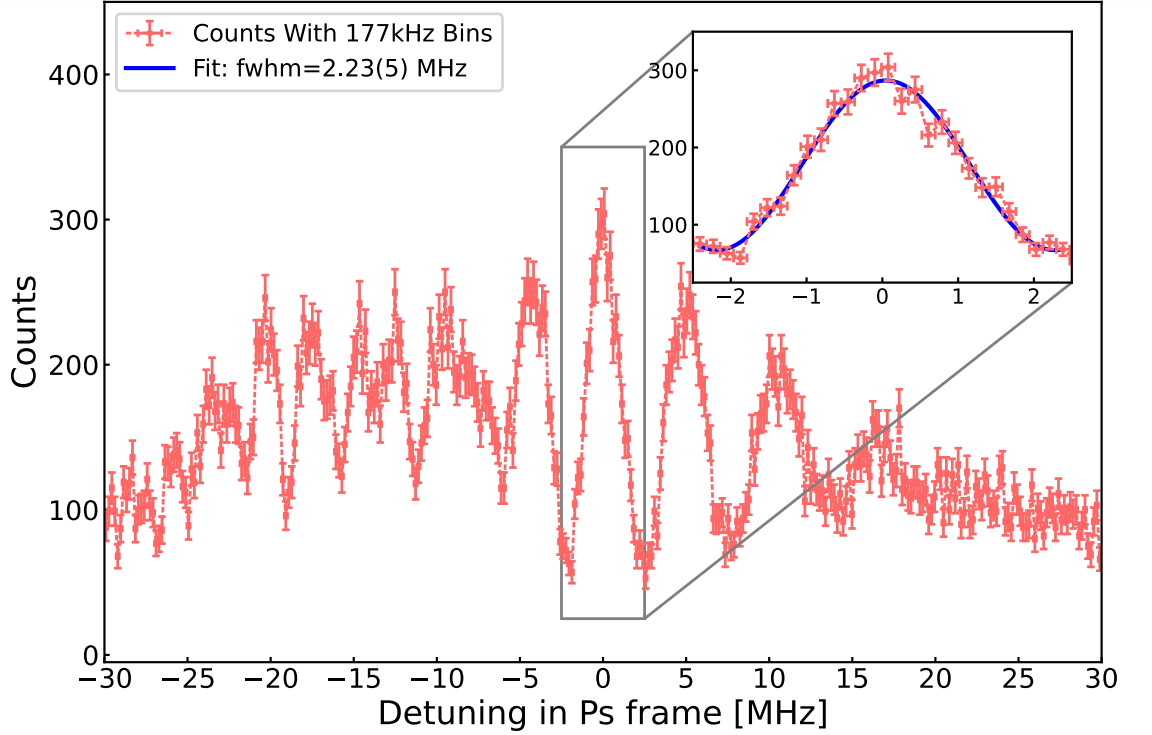 Counts With 177kHz Bins
Fit: fwhm=2.23(5) MHz
400
300
200
100
0
Counts
300
200
100
−2 −1 0 1 2
−30 −25 −20 −15 −10 −5 0 5 10 15 20 25 30
Detuning in Ps frame [MHz]